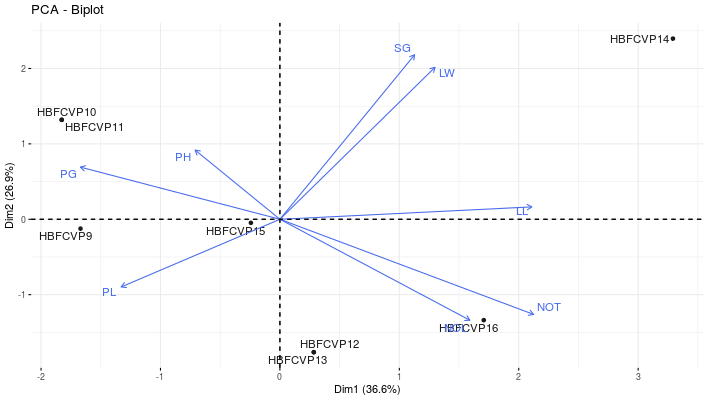 PCA - Biplot
HBFCVP14
SG
LW
2
HBFCVP10
HBFCVP11
PH
1
PG
LL
0
HBFCVP15
HBFCVP9
PL
-1
NOT
HBFCVP16
HBFCVP12
HBFCVP13
-2
-1
0
1
2
3
Dim1 (36.6%)
Dim2 (26.9%)